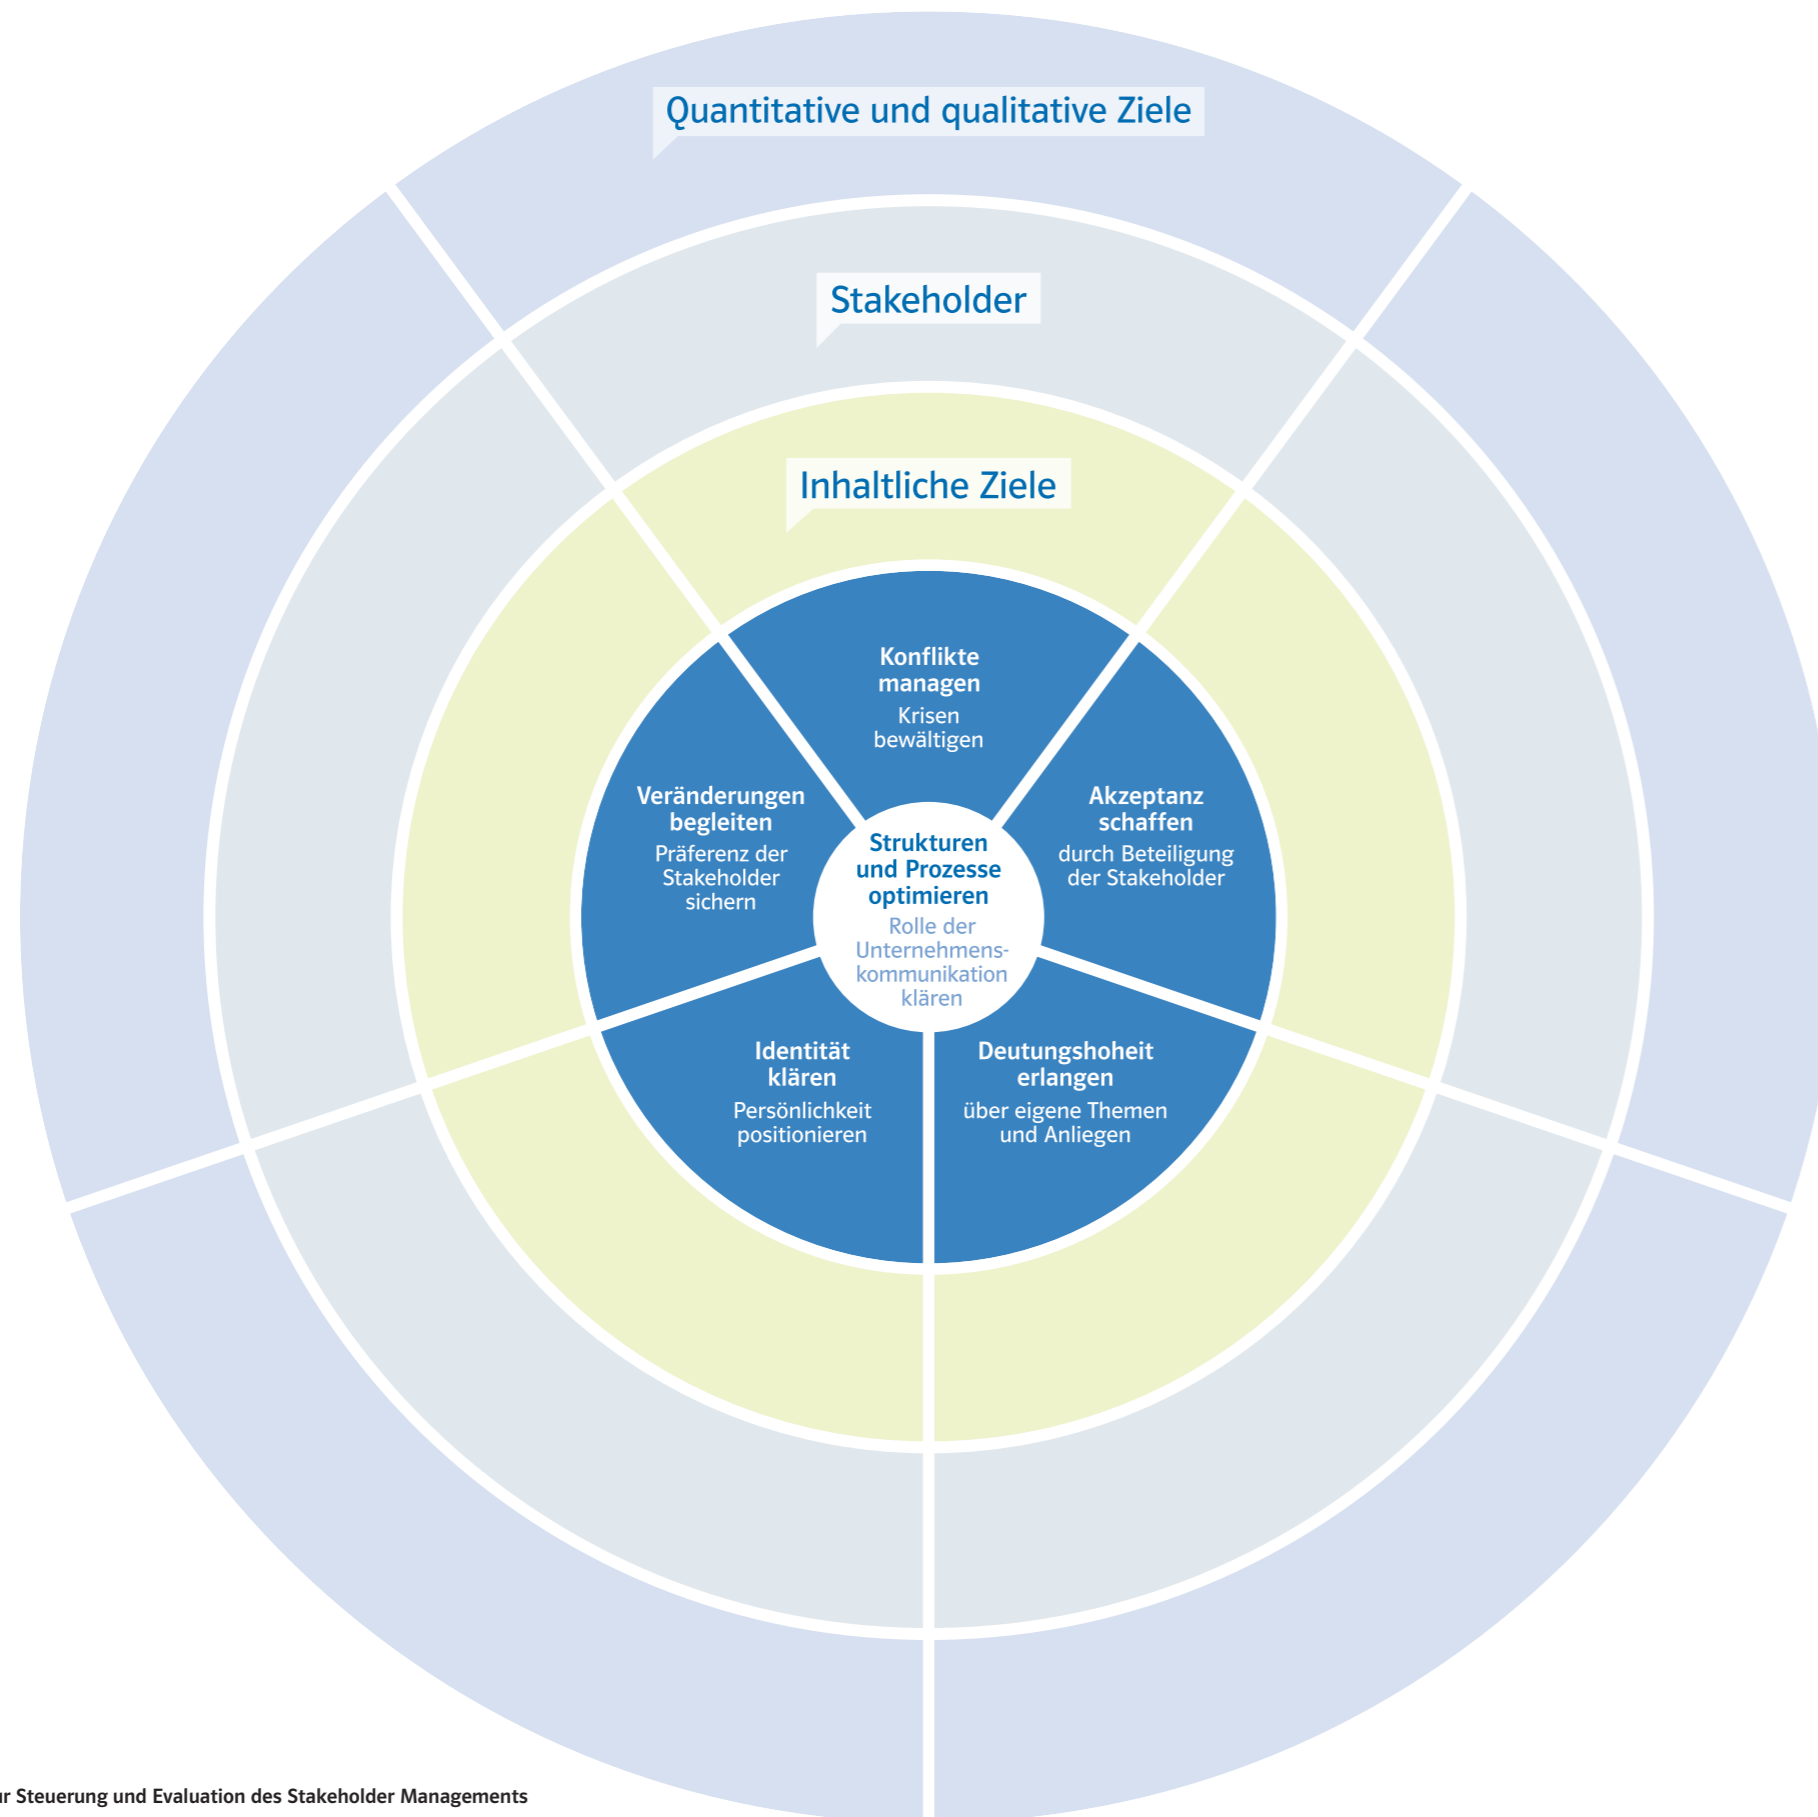 Quantitative und qualitative Ziele
Stakeholder
Inhaltliche Ziele
Konflikte
managen
Krisen
bewältigen
Veränderungen
begleiten
Präferenz der
Stakeholder
sichern
Akzeptanz
schaffen
durch Beteiligung
der Stakeholder
Strukturen
und Prozesse
optimieren
Rolle der
Unternehmens-
kommunikation
klären
Identität
klären
Persönlichkeit
positionieren
Deutungshoheit
erlangen
über eigene Themen
und Anliegen
Steuerung und Evaluation des Stakeholder Managements